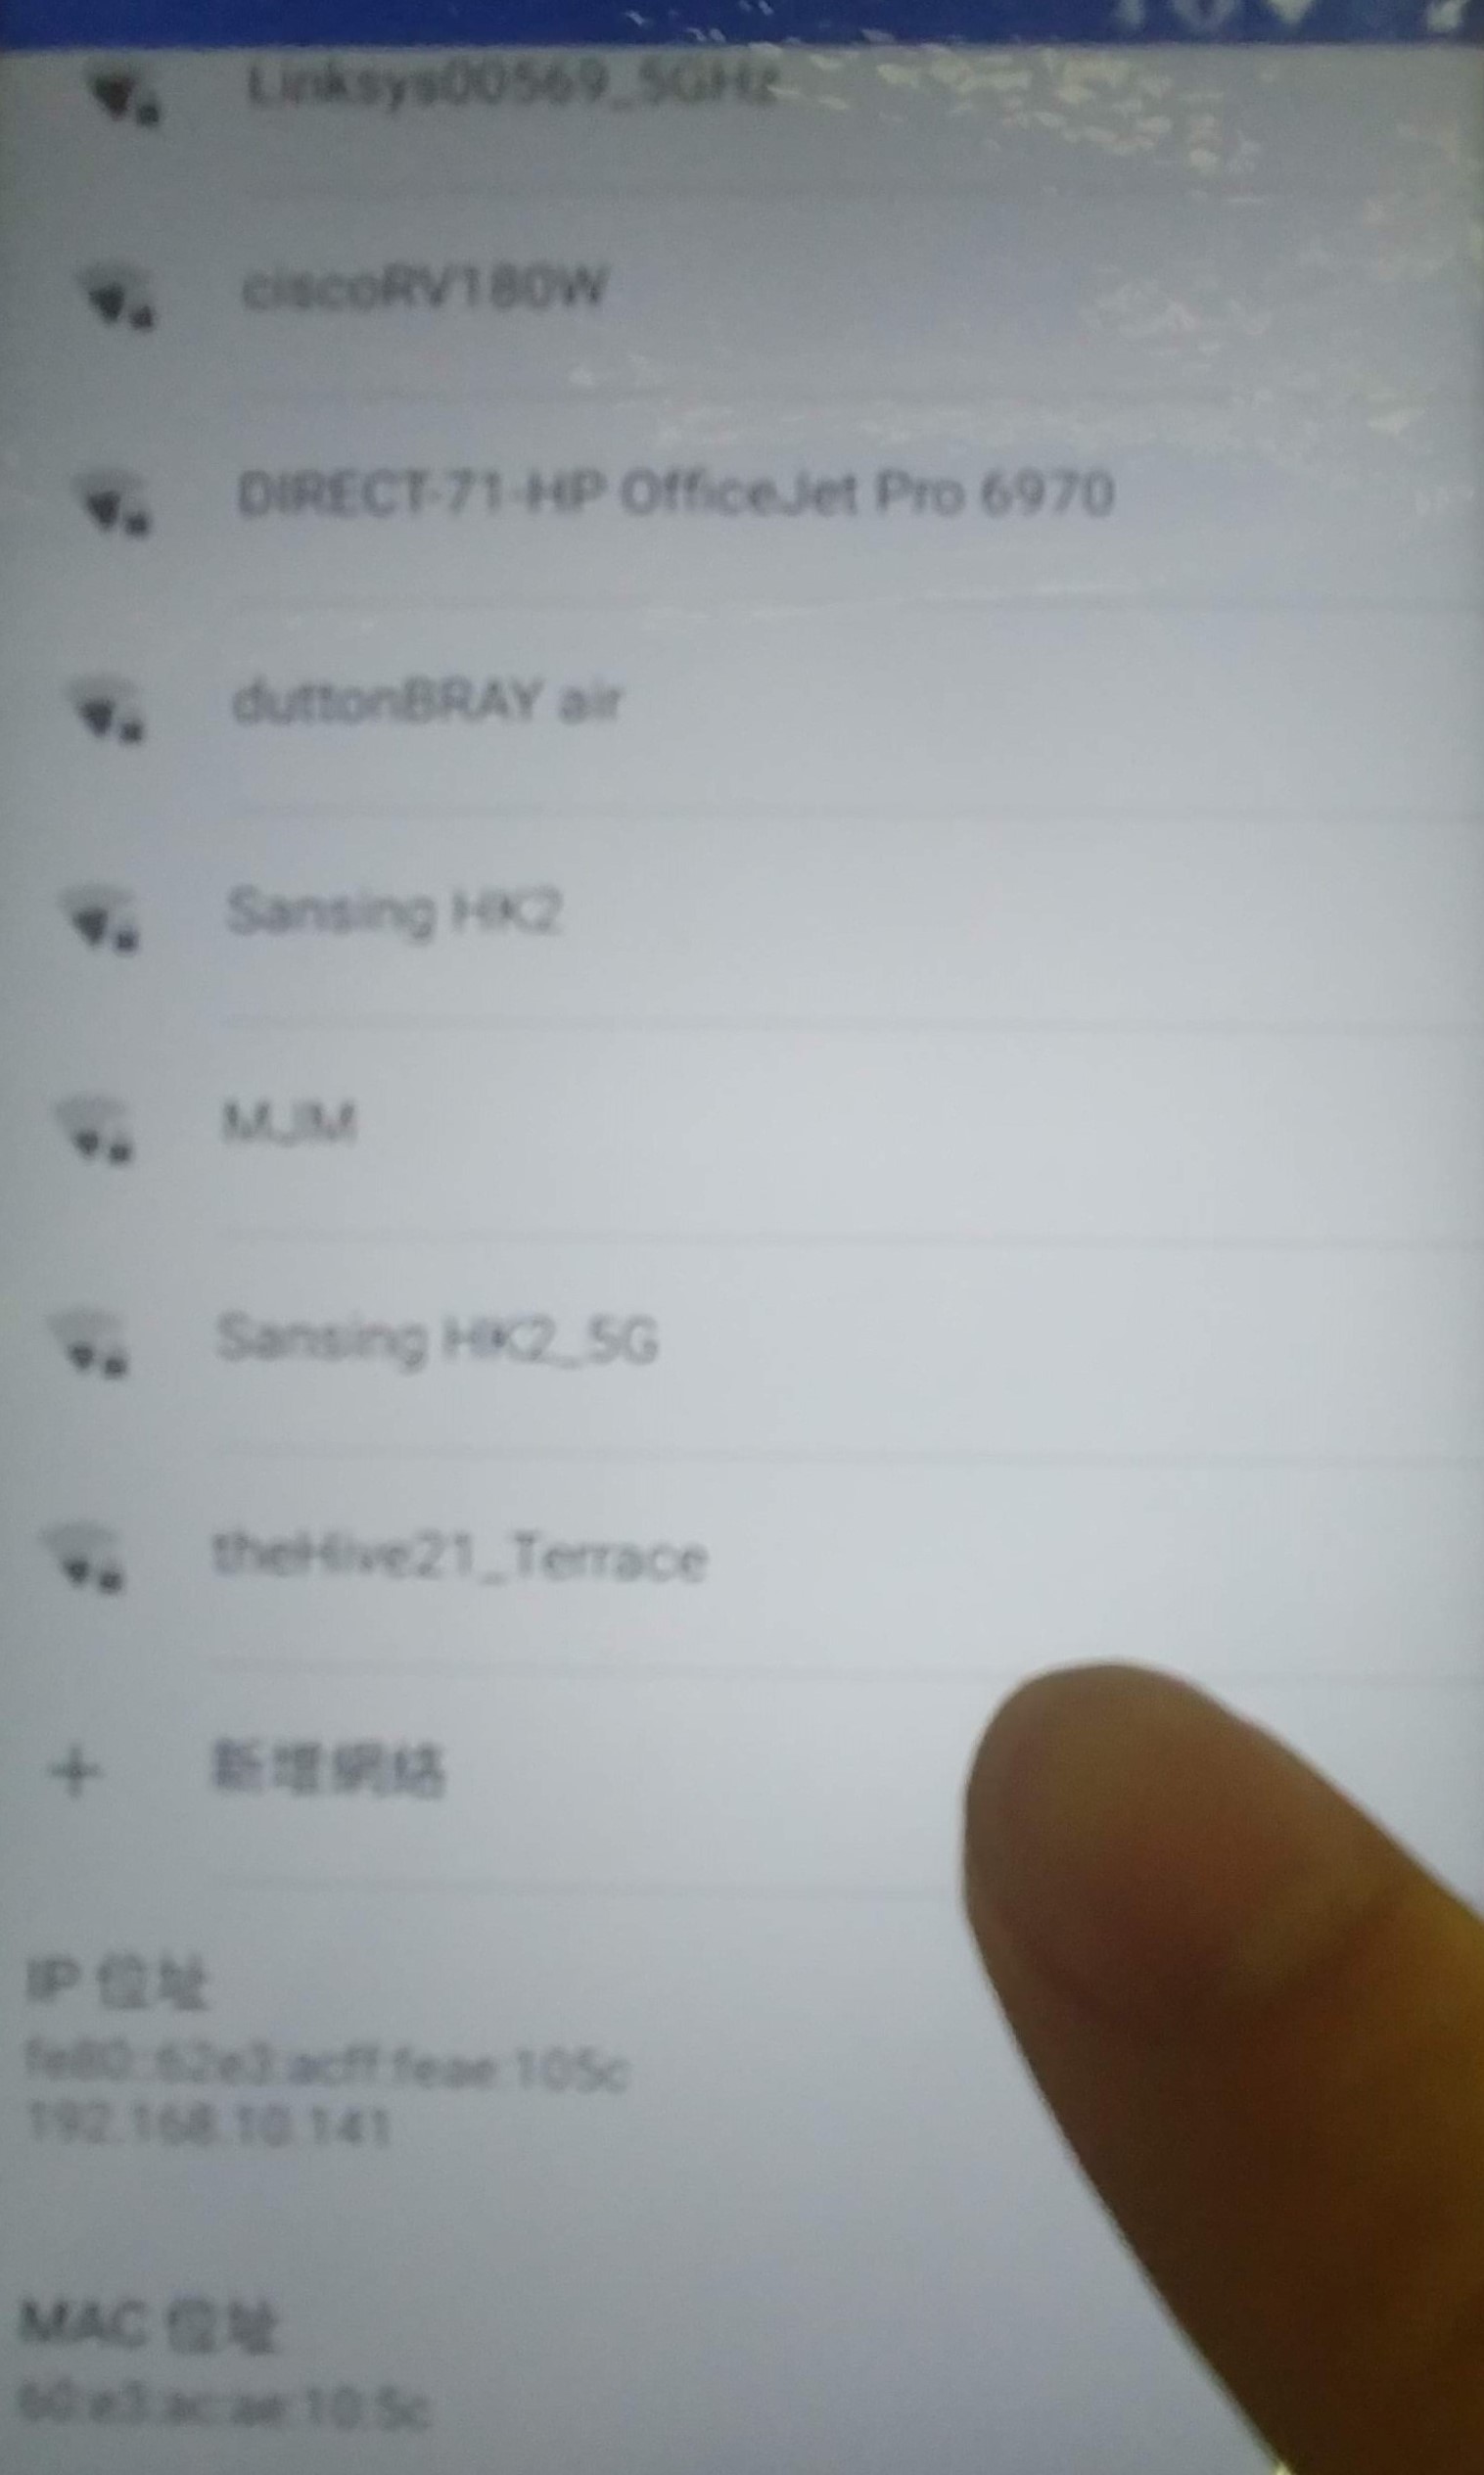 Linksys00569_5GHz
ciscoRV180W
DIRECT-71-HP OfficeJet Pro 6970
duttonBRAY air
Sansing HK2
MJM
Sansing HK2_5G
theHive21_Terrace
+ 新增網絡
IP 位址
fe80::62e3:acff:feae:105c
192.168.10.141
MAC 位址
60:e3:ac:ae:10:5c